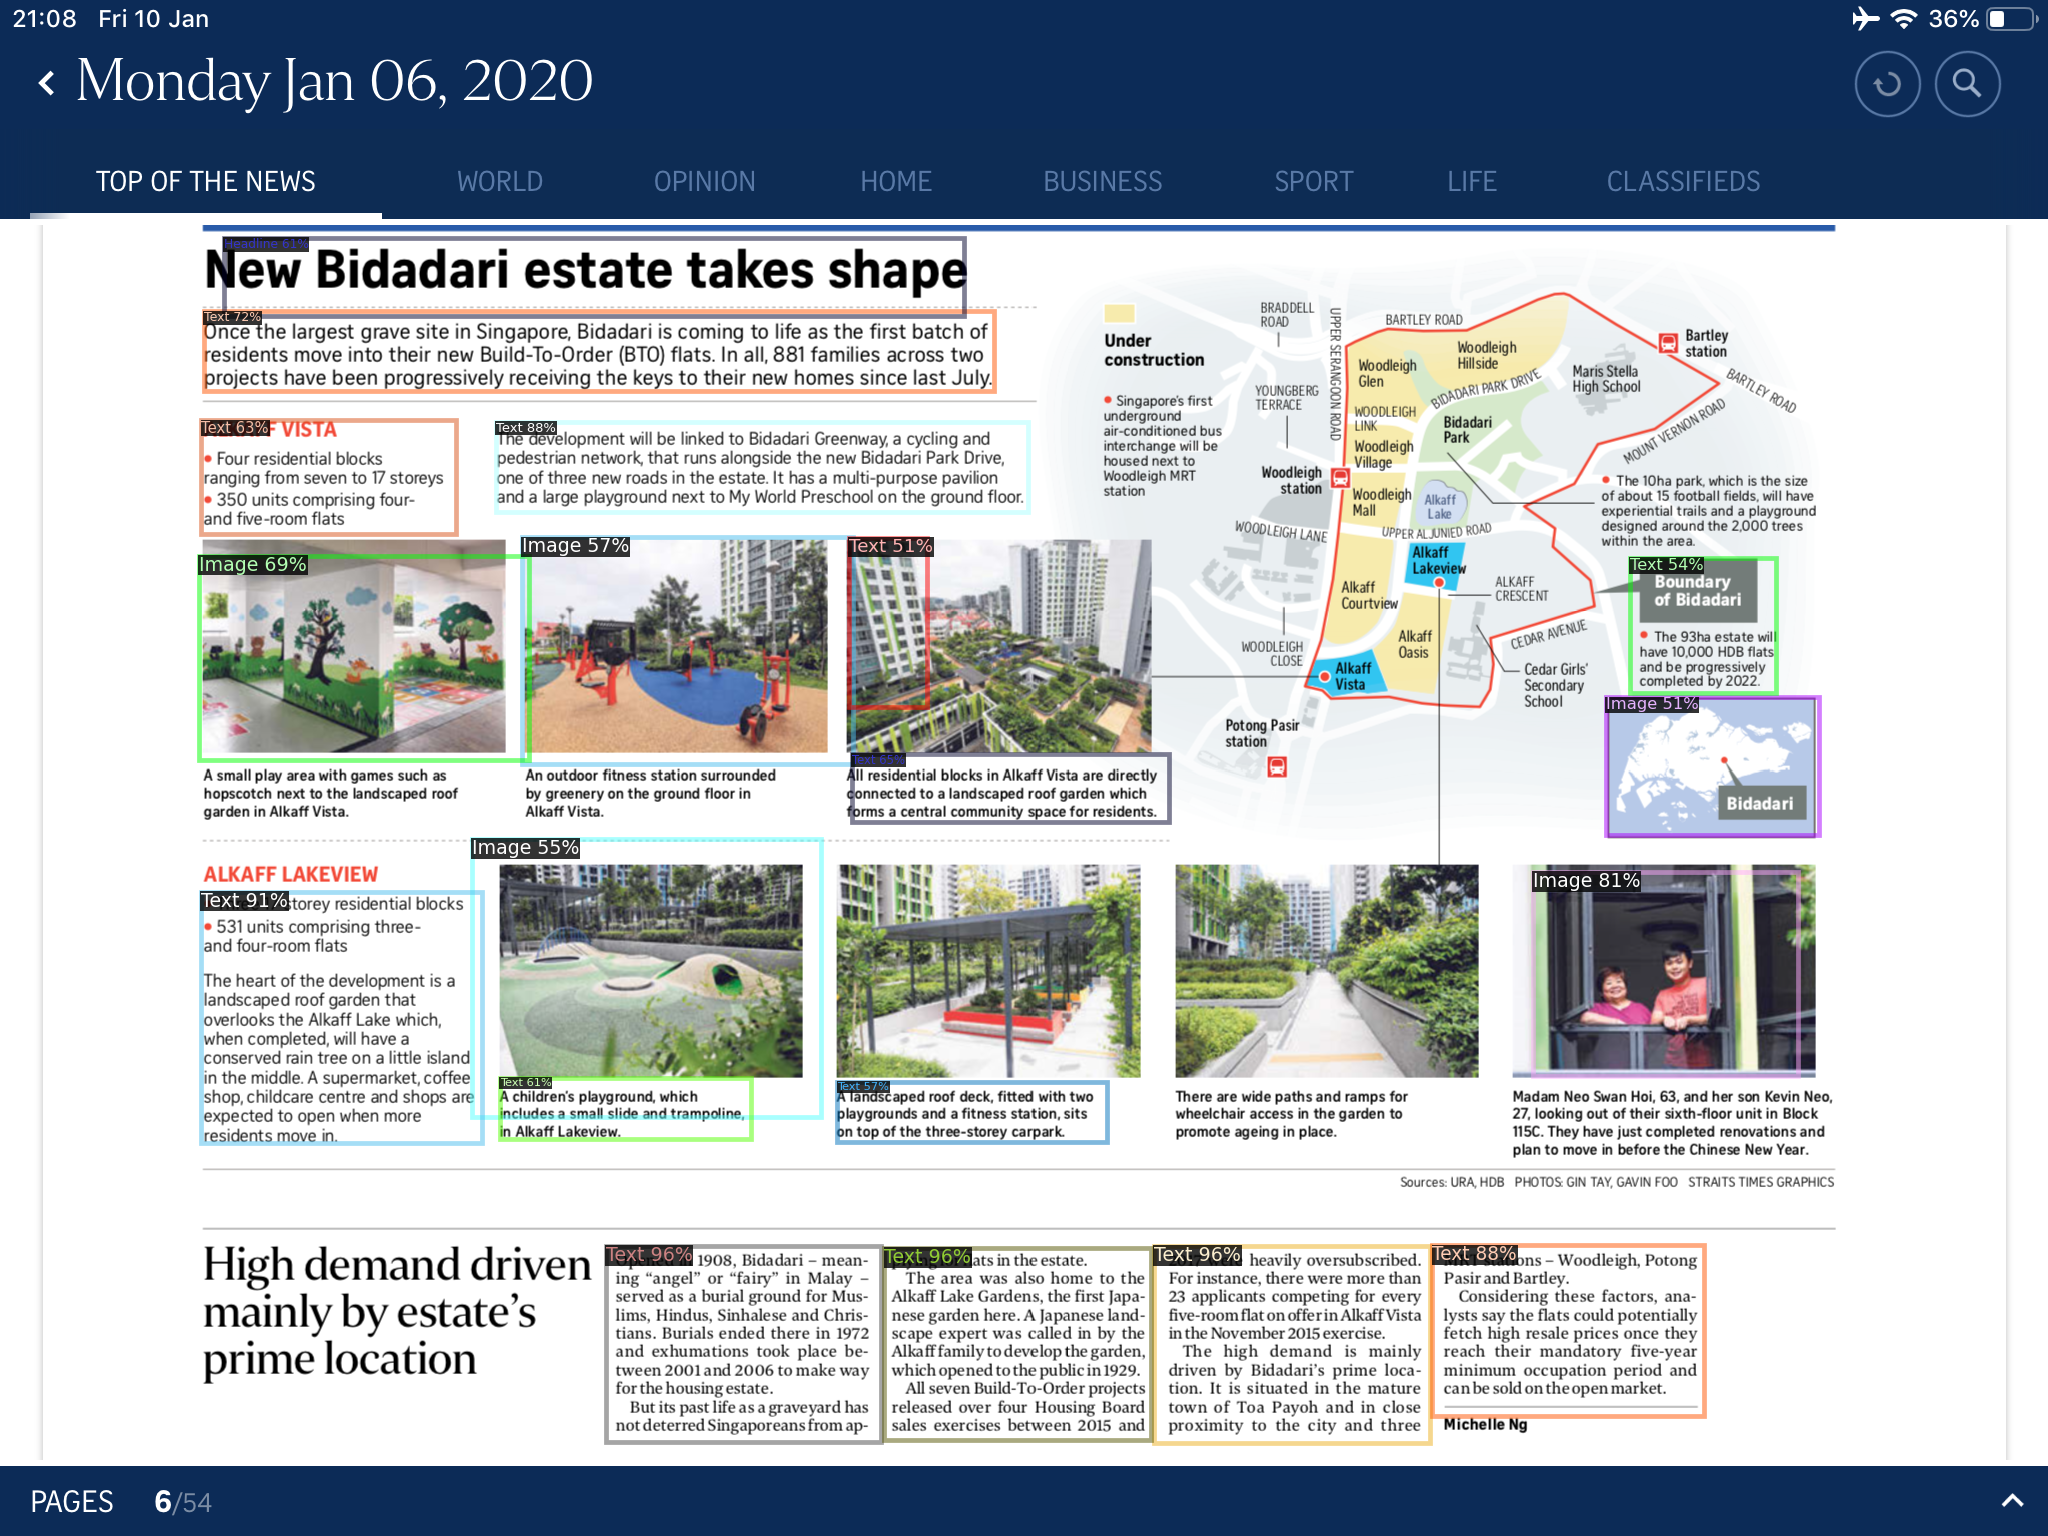 21:08 Fri 10 Jan
36%
Monday Jan 06, 2020
TOP OF THE NEWS
WORLD
OPINION
HOME
BUSINESS
SPORT
LIFE
CLASSIFIEDS
Headline 61%
New Bidadari estate takes shape
Text 72%
Once the largest grave site in Singapore, Bidadari is coming to life as the first batch of
residents move into their new Build-To-Order (BTO) flats. In all, 881 families across two
projects have been progressively receiving the keys to their new homes since last July.
Text 63%
VISTA
• Four residential blocks
ranging from seven to 17 storeys
• 350 units comprising four-
and five-room flats
Text 88%
The development will be linked to Bidadari Greenway, a cycling and
pedestrian network, that runs alongside the new Bidadari Park Drive,
one of three new roads in the estate. It has a multi-purpose pavilion
and a large playground next to My World Preschool on the ground floor.
Image 69%
Image 57%
Text 51%
A small play area with games such as
hopscotch next to the landscaped roof
garden in Alkaff Vista.
An outdoor fitness station surrounded
by greenery on the ground floor in
Alkaff Vista.
Text 65%
All residential blocks in Alkaff Vista are directly
connected to a landscaped roof garden which
forms a central community space for residents.
Under
construction
• Singapore's first
underground
air-conditioned bus
interchange will be
housed next to
Woodleigh MRT
station
BRADDELL
ROAD
UPPER SERANGOON ROAD
BARTLEY ROAD
YOUNGBERG
TERRACE
Woodleigh
Glen
Woodleigh
Hillside
BIDADARI PARK DRIVE
Maris Stella
High School
Bartley
station
BARTLEY ROAD
MOUNT VERNON ROAD
WOODLEIGH
LINK
Bidadari
Park
Woodleigh
Village
Woodleigh
station
Woodleigh
Mall
Alkaff
Lake
WOODLEIGH LANE
UPPER ALJUNIED ROAD
• The 10ha park, which is the size
of about 15 football fields, will have
experiential trails and a playground
designed around the 2,000 trees
within the area.
Alkaff
Lakeview
ALKAFF
CRESCENT
Alkaff
Courtview
Alkaff
Oasis
CEDAR AVENUE
WOODLEIGH
CLOSE
Alkaff
Vista
Cedar Girls'
Secondary
School
Potong Pasir
station
Text 54%
Boundary
of Bidadari
• The 93ha estate will
have 10,000 HDB flats
and be progressively
completed by 2022.
Image 51%
Bidadari
ALKAFF LAKEVIEW
Text 91%
storey residential blocks
• 531 units comprising three-
and four-room flats
The heart of the development is a
landscaped roof garden that
overlooks the Alkaff Lake which,
when completed, will have a
conserved rain tree on a little island
in the middle. A supermarket, coffee
shop, childcare centre and shops are
expected to open when more
residents move in.
Image 55%
Text 61%
A children's playground, which
includes a small slide and trampoline,
in Alkaff Lakeview.
Text 57%
A landscaped roof deck, fitted with two
playgrounds and a fitness station, sits
on top of the three-storey carpark.
There are wide paths and ramps for
wheelchair access in the garden to
promote ageing in place.
Image 81%
Madam Neo Swan Hoi, 63, and her son Kevin Neo,
27, looking out of their sixth-floor unit in Block
115C. They have just completed renovations and
plan to move in before the Chinese New Year.
Sources: URA, HDB PHOTOS: GIN TAY, GAVIN FOO STRAITS TIMES GRAPHICS
High demand driven
mainly by estate's
prime location
Text 96%
1908, Bidadari – mean-
ing “angel” or “fairy” in Malay –
served as a burial ground for Mus-
lims, Hindus, Sinhalese and Chris-
tians. Burials ended there in 1972
and exhumations took place be-
tween 2001 and 2006 to make way
for the housing estate.
But its past life as a graveyard has
not deterred Singaporeans from ap-
Text 96%
in the estate.
The area was also home to the
Alkaff Lake Gardens, the first Japa-
nese garden here. A Japanese land-
scape expert was called in by the
Alkaff family to develop the garden,
which opened to the public in 1929.
All seven Build-To-Order projects
released over four Housing Board
sales exercises between 2015 and
Text 96%
heavily oversubscribed.
For instance, there were more than
23 applicants competing for every
five-room flat on offer in Alkaff Vista
in the November 2015 exercise.
The high demand is mainly
driven by Bidadari's prime loca-
tion. It is situated in the mature
town of Toa Payoh and in close
proximity to the city and three
Text 88%
– Woodleigh, Potong
Pasir and Bartley.
Considering these factors, ana-
lysts say the flats could potentially
fetch high resale prices once they
reach their mandatory five-year
minimum occupation period and
can be sold on the open market.
Michelle Ng
PAGES 6/54